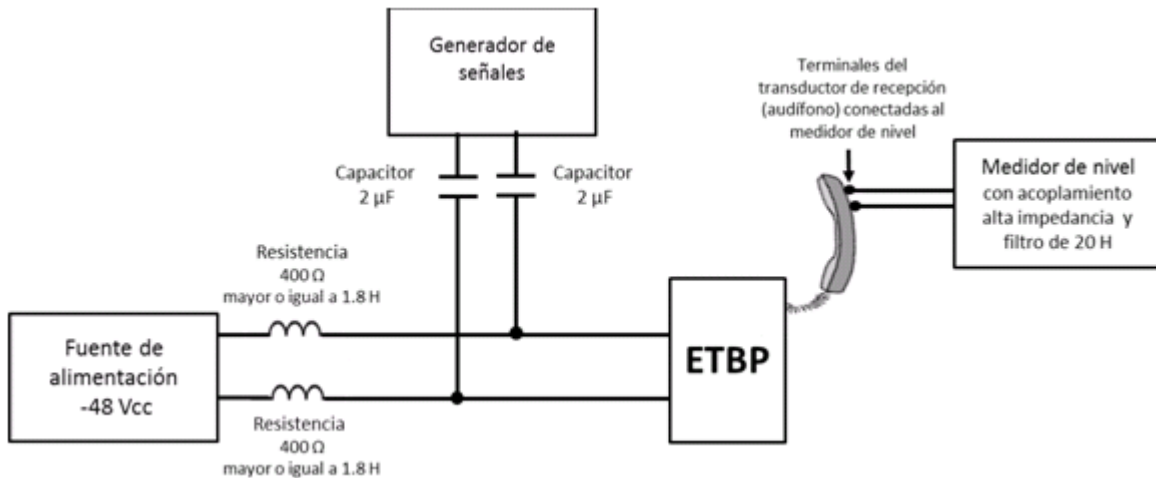 Generador de
señales
Terminales del
transductor de recepción
(audífono) conectadas al
medidor de nivel
Capacitor
2 µF
Capacitor
2 µF
Medidor de nivel
con acoplamiento
alta impedancia y
filtro de 20 H
Resistencia
400 Ω
mayor o igual a 1.8 H
Fuente de
alimentación
-48 Vcc
ETBP
Resistencia
400 Ω
mayor o igual a 1.8 H